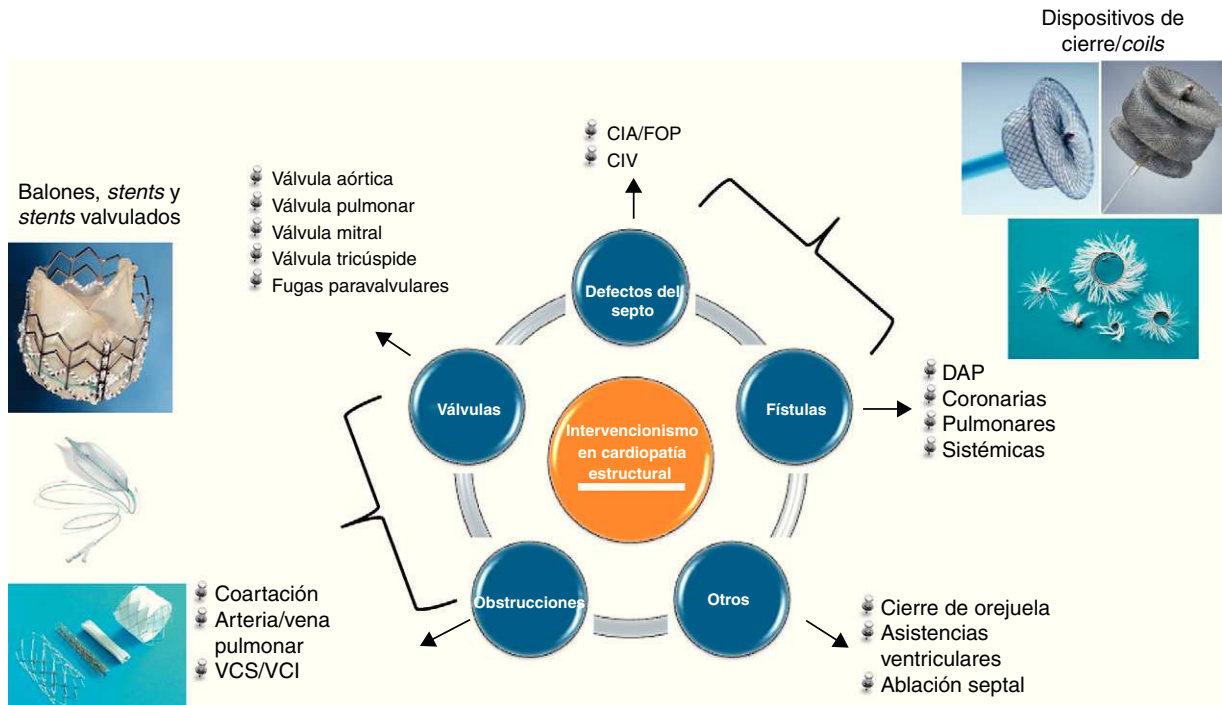 Dispositivos de
cierre/coils
CIA/FOP
CIV
Válvula aórtica
Válvula pulmonar
Válvula mitral
Válvula tricúspide
Fugas paravalvulares
Balones, stents y
stents valvulados
Defectos del
septo
Válvulas
Fístulas
DAP
Coronarias
Pulmonares
Sistémicas
Intervencionismo
en cardiopatía
estructural
Obstrucciones
Otros
Coartación
Arteria/vena
pulmonar
VCS/VCI
Cierre de orejuela
Asistencias
ventriculares
Ablación septal